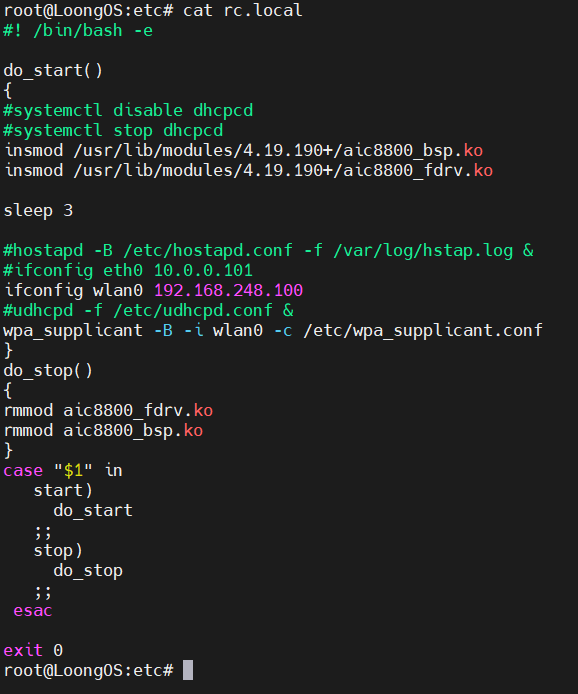 root@LoongOS:etc# cat rc.local
#! /bin/bash -e
do_start()
{
#systemctl disable dhcpcd
#systemctl stop dhcpcd
insmod /usr/lib/modules/4.19.190+/aic8800_bsp.ko
insmod /usr/lib/modules/4.19.190+/aic8800_fdrv.ko
sleep 3
#hostapd -B /etc/hostapd.conf -f /var/log/hstap.log &
#ifconfig eth0 10.0.0.101
ifconfig wlan0 192.168.248.100
#udhcpd -f /etc/udhcpd.conf &
wpa_supplicant -B -i wlan0 -c /etc/wpa_supplicant.conf
}
do_stop()
{
rmmod aic8800_fdrv.ko
rmmod aic8800_bsp.ko
}
case "$1" in
   start)
     do_start
   ;;
   stop)
     do_stop
   ;;
 esac
exit 0
root@LoongOS:etc#